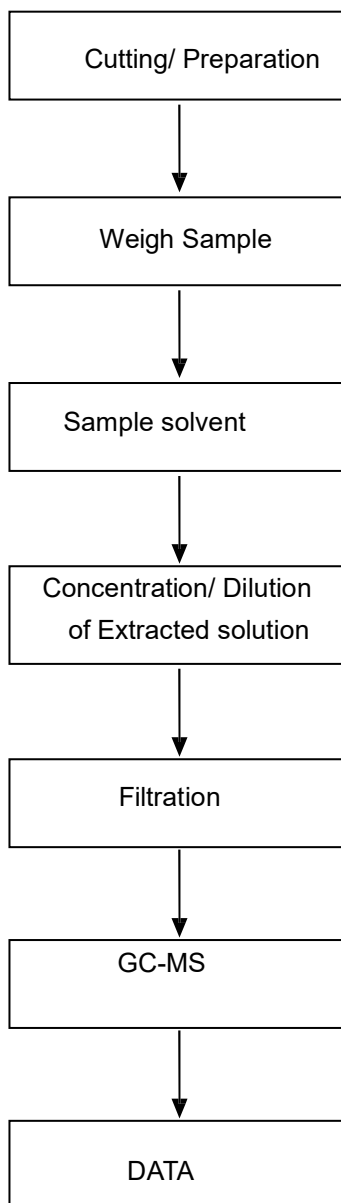 Cutting/ Preparation
Weigh Sample
Sample solvent
Concentration/ Dilution
of Extracted solution
Filtration
GC-MS
DATA